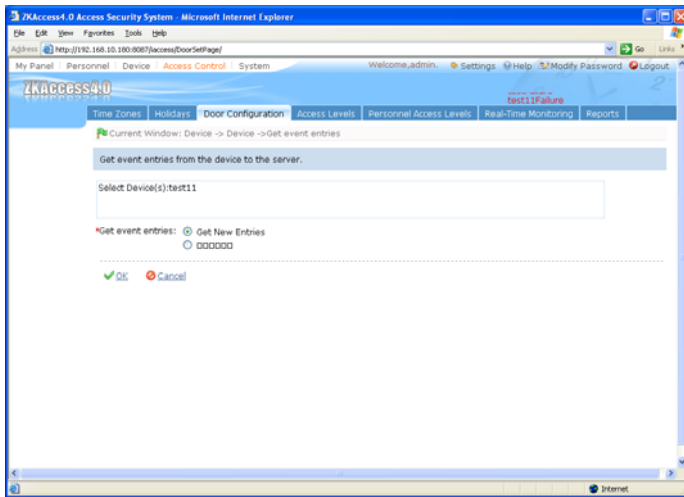 ZKAccess4.0 Access Security System - Microsoft Internet Explorer
File Edit View Favorites Tools Help
Address http://192.168.10.180:8087/iaccess/DoorSetPage/ Go Links
My Panel Personnel Device Access Control System Welcome,admin. Settings Help Modify Password Logout
ZKAccess4.0
test11Failure
Time Zones Holidays Door Configuration Access Levels Personnel Access Levels Real-Time Monitoring Reports
Current Window: Device -> Device ->Get event entries
Get event entries from the device to the server.
Select Device(s):test11
*Get event entries: Get New Entries
□□□□□□
OK Cancel
Internet